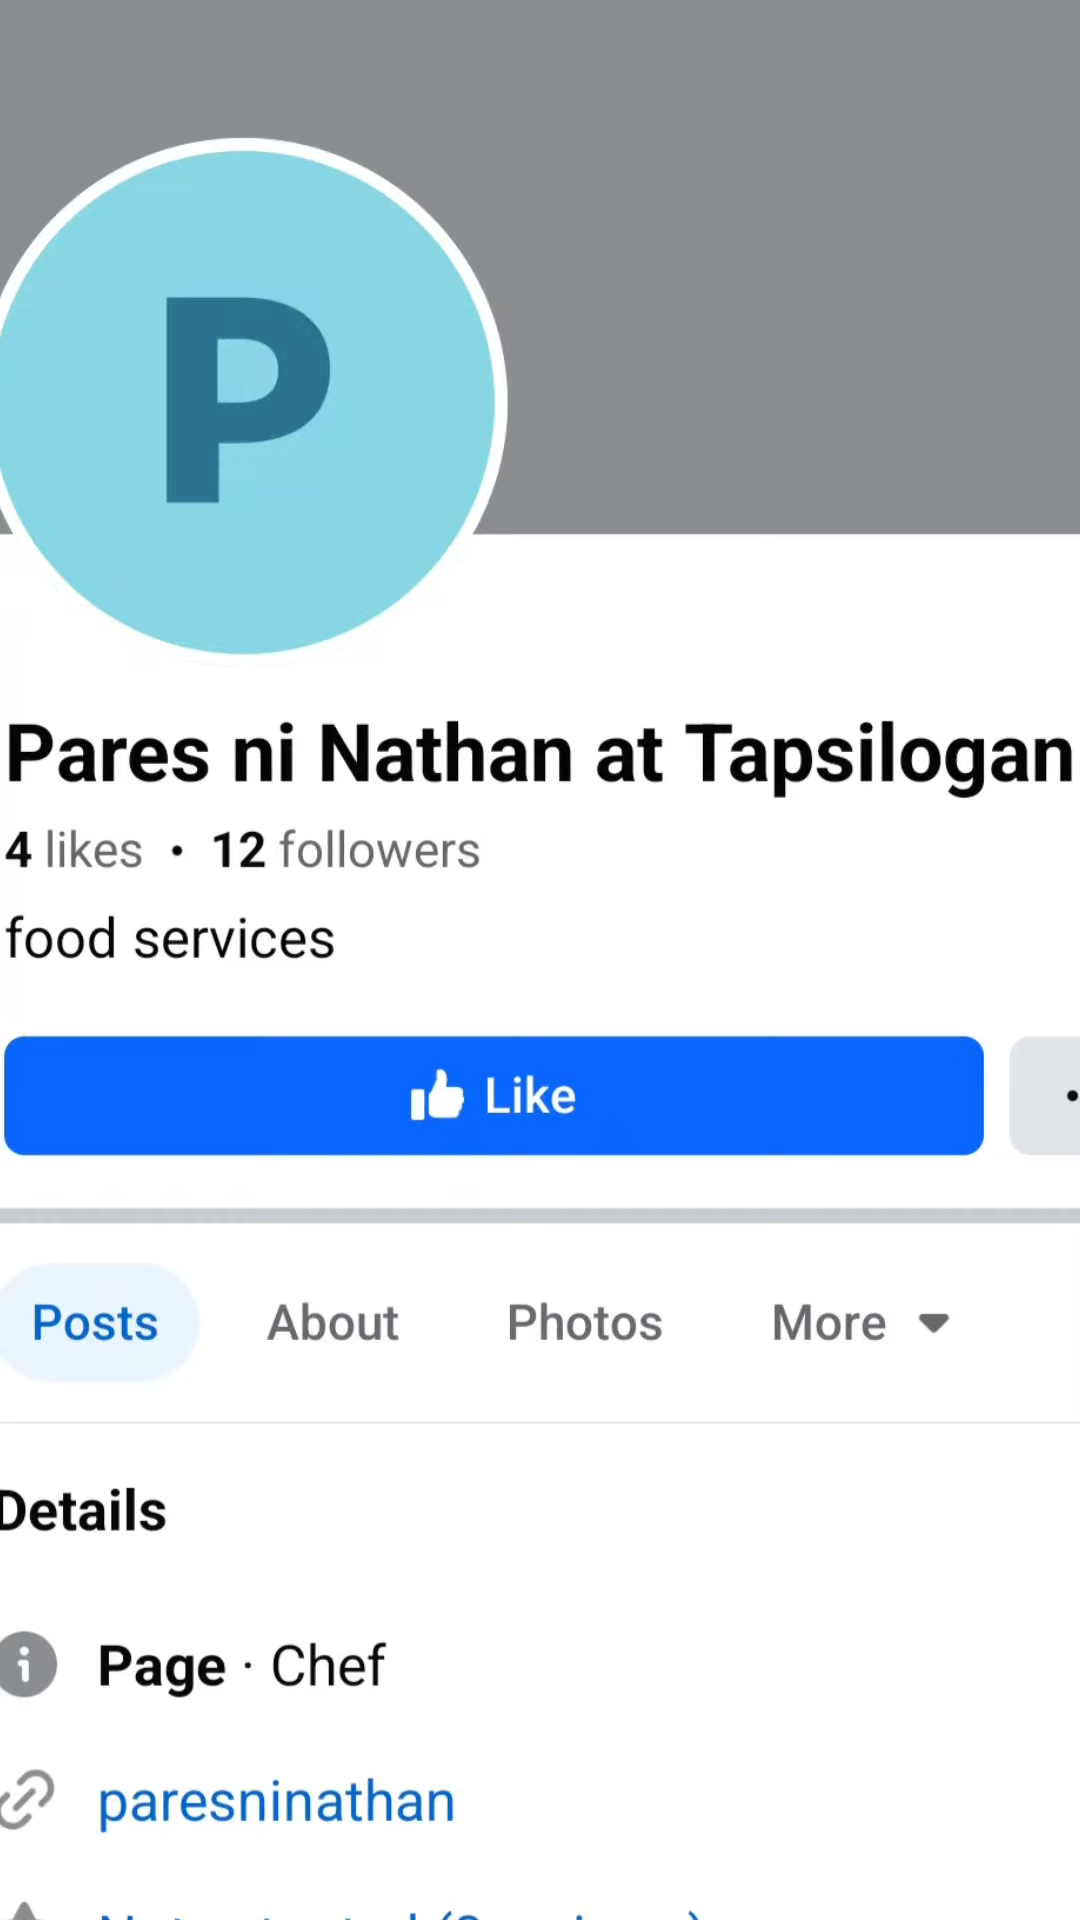 P
Pares ni Nathan at Tapsilogan
4 likes · 12 followers
food services
Like
Posts About Photos More
Details
Page · Chef
paresninathan